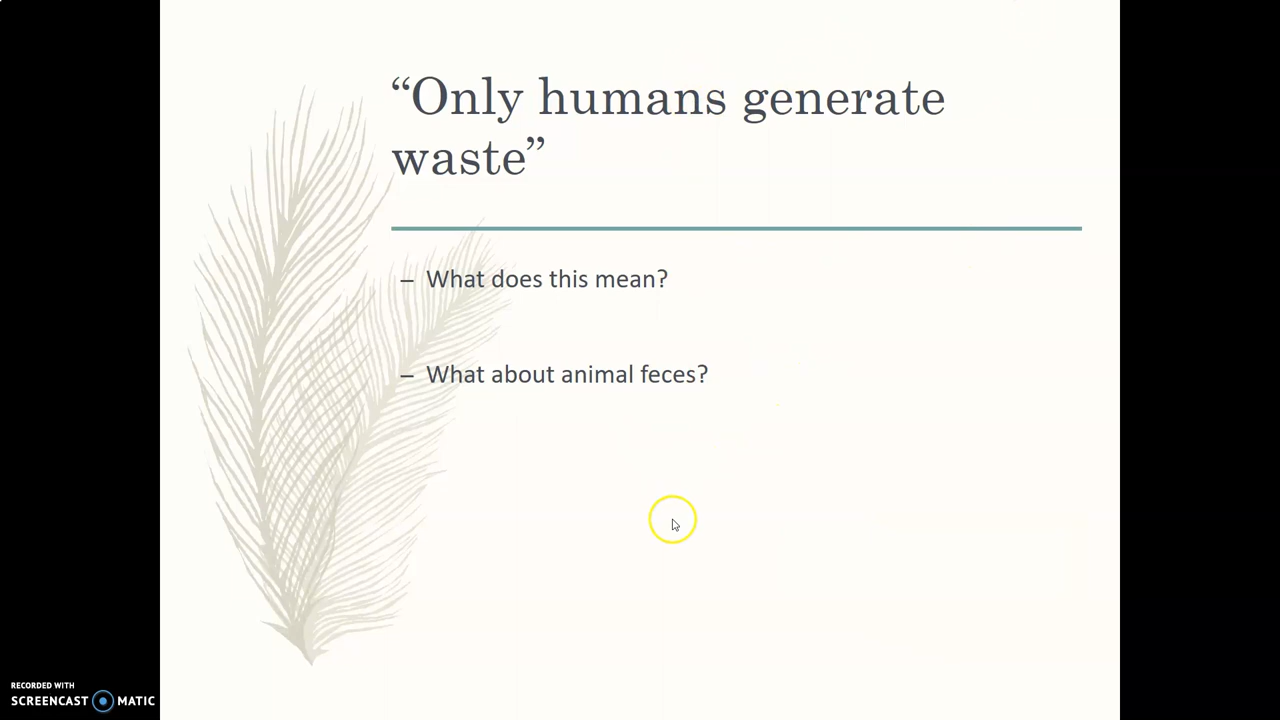 “Only humans generate
waste”
– What does this mean?
– What about animal feces?
RECORDED WITH
SCREENCAST MATIC